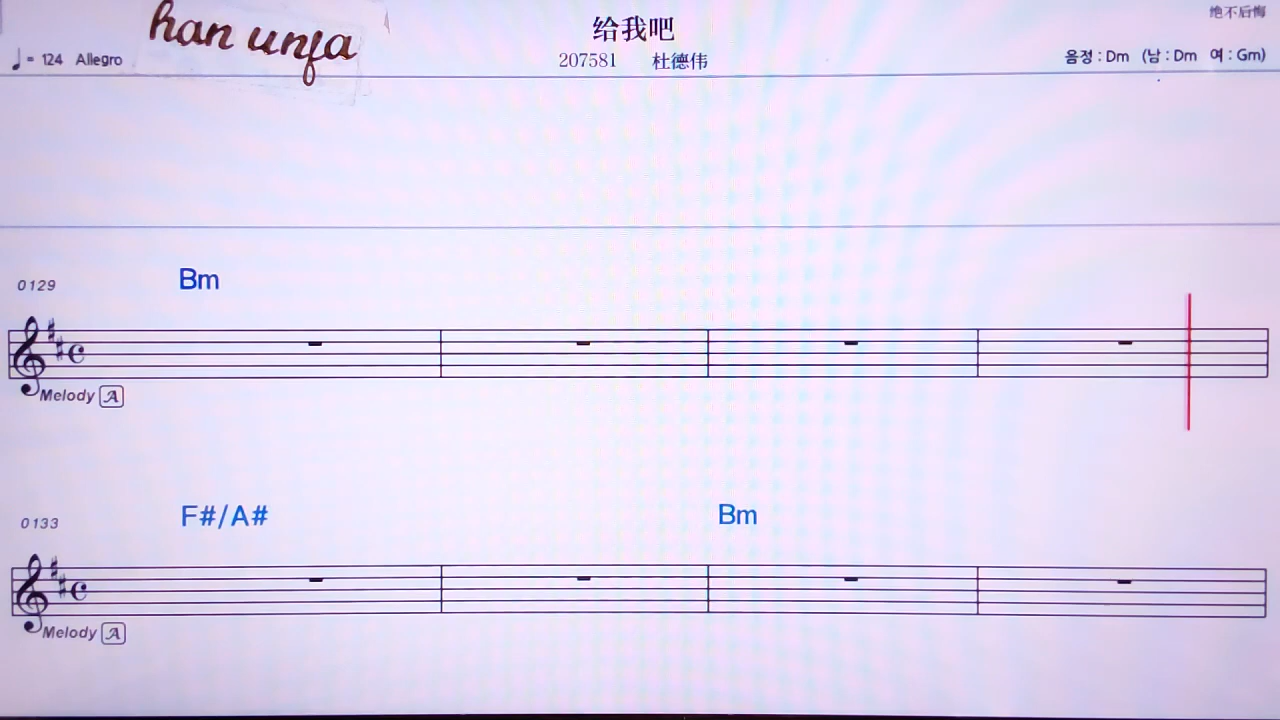 han unja
给我吧
绝不后悔
♩ = 124 Allegro
207581 杜德伟
음정 : Dm (남 : Dm 여 : Gm)
0129
Bm
Melody A
0133
F#/A# Bm
Melody A